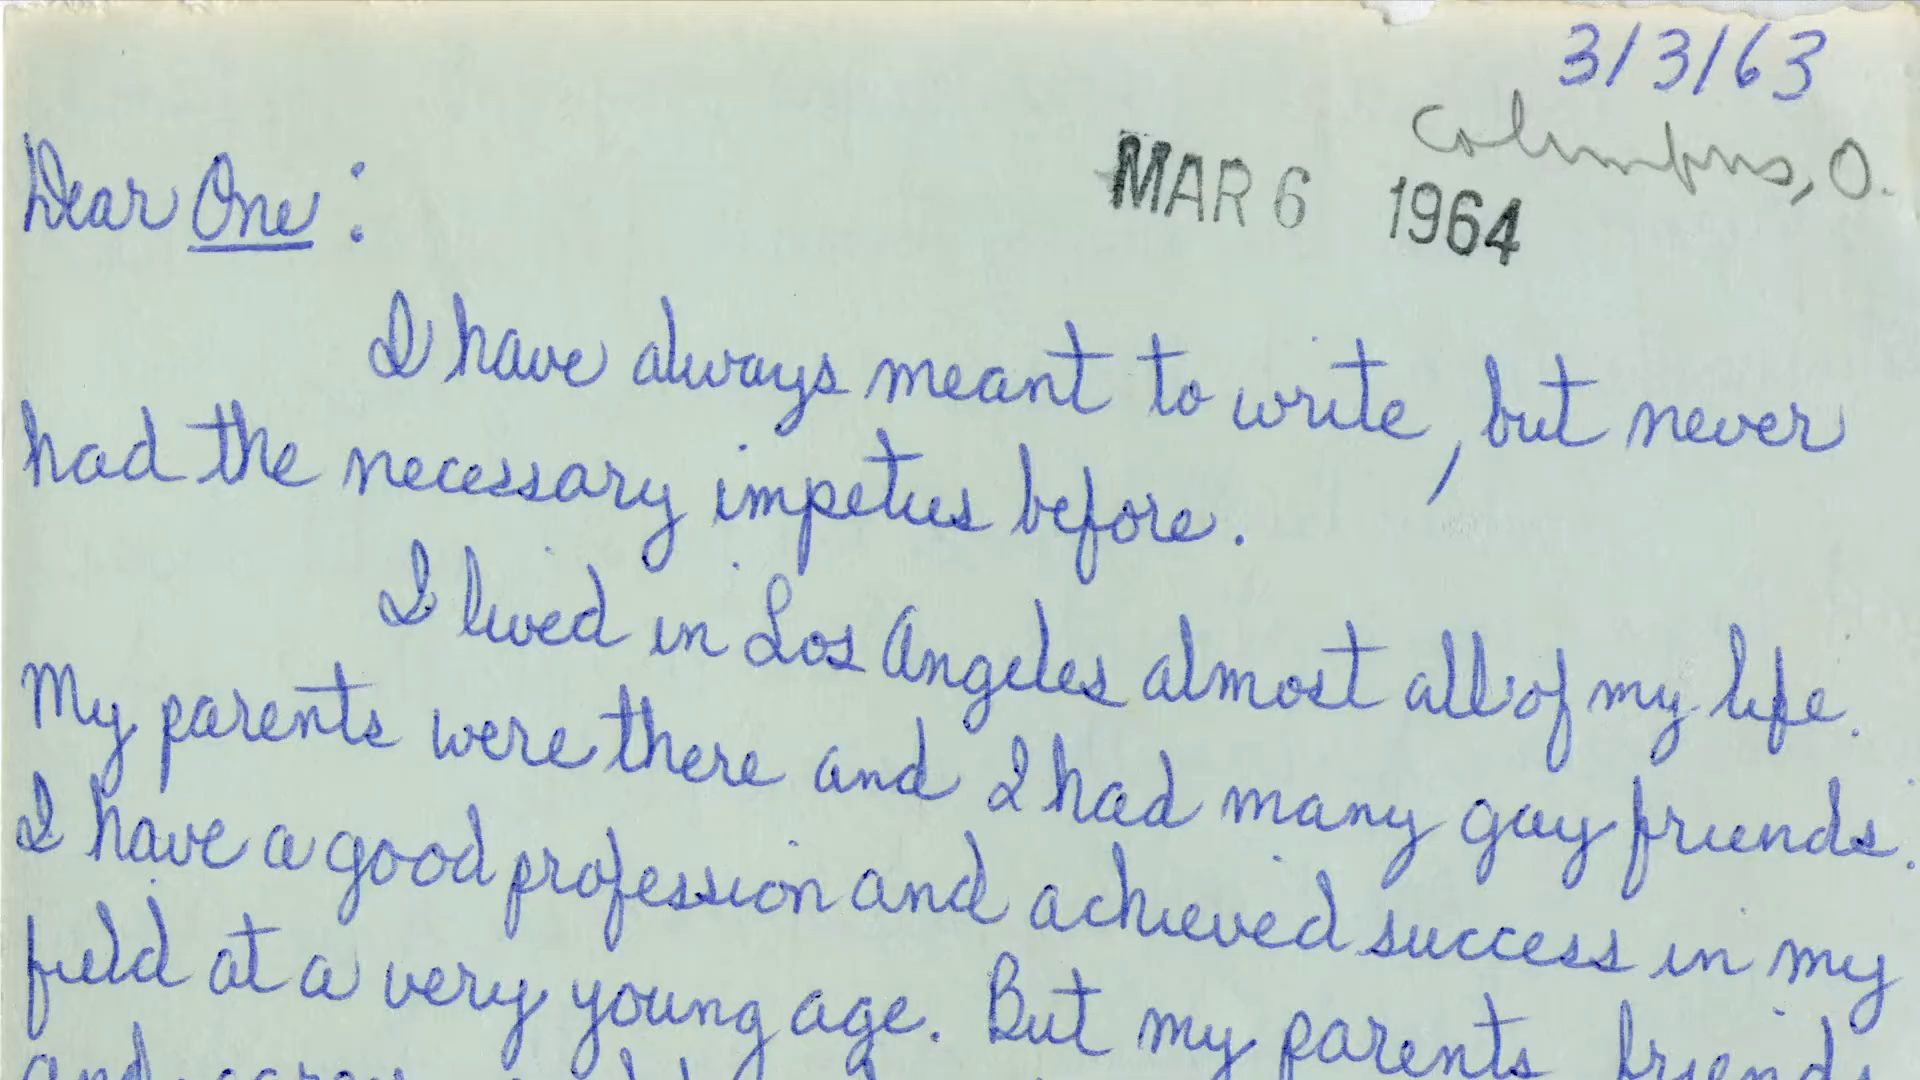 3/3/63
Columbus, O.
MAR 6 1964
Dear One:
I have always meant to write, but never
had the necessary impetus before.
I lived in Los Angeles almost all of my life.
My parents were there and I had many gay friends.
I have a good profession and achieved success in my
field at a very young age. But my parents, friends
and